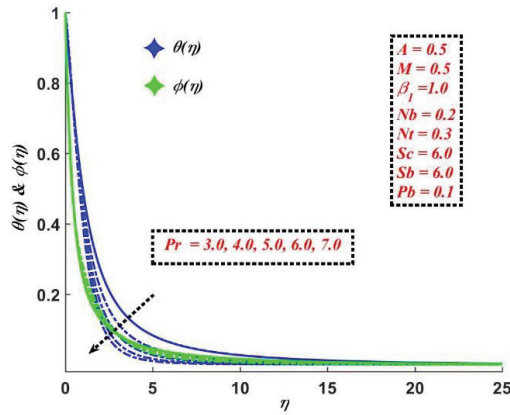 1
0.8
0.6
0.4
0.2
0
5
10
15
20
25
θ(η) & ϕ(η)
η
θ(η)
ϕ(η)
A = 0.5
M = 0.5
β₁ =1.0
Nb = 0.2
Nt = 0.3
Sc = 6.0
Sb = 6.0
Pb = 0.1
Pr = 3.0, 4.0, 5.0, 6.0, 7.0